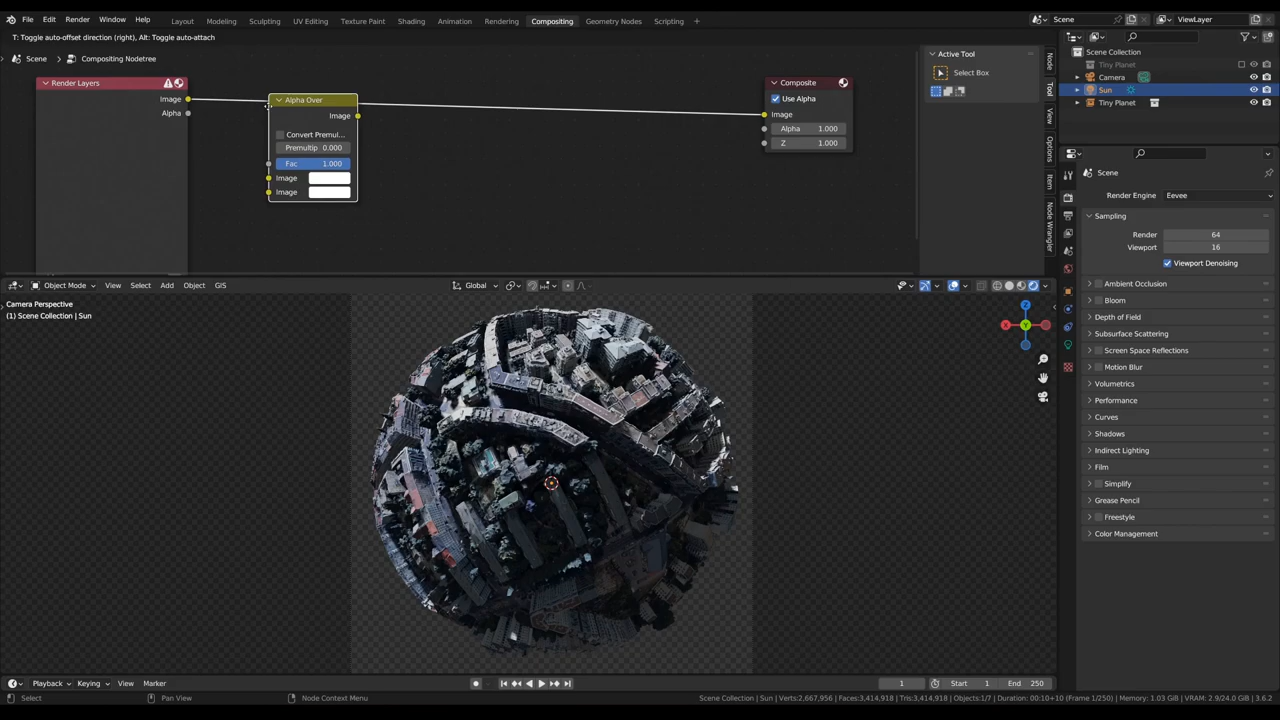 File Edit Render Window Help Layout Modeling Sculpting UV Editing Texture Paint Shading Animation Rendering Compositing Geometry Nodes Scripting + Scene ViewLayer
T: Toggle auto-offset direction (right), Alt: Toggle auto-attach
Scene > Compositing Nodetree
Render Layers
Image
Alpha
Alpha Over
Image
Convert Premul...
Premultip 0.000
Fac 1.000
Image
Image
Composite
Use Alpha
Image
Alpha 1.000
Z 1.000
Active Tool
Select Box
Node
Tool
View
Options
Item
Node Wrangler
Scene Collection
Tiny Planet
Camera
Sun
Tiny Planet
Scene
Render Engine Eevee
Sampling
Render 64
Viewport 16
Viewport Denoising
Ambient Occlusion
Bloom
Depth of Field
Subsurface Scattering
Screen Space Reflections
Motion Blur
Volumetrics
Performance
Curves
Shadows
Indirect Lighting
Film
Simplify
Grease Pencil
Freestyle
Color Management
Object Mode View Select Add Object GIS Global
Camera Perspective
(1) Scene Collection | Sun
Z
X
Y
Playback Keying View Marker 1 Start 1 End 250
Select Pan View Node Context Menu Scene Collection | Sun | Verts:2,667,956 | Faces:3,414,918 | Tris:3,414,918 | Objects:1/7 | Duration: 00:10+10 (Frame 1/250) | Memory: 1.03 GiB | VRAM: 2.9/24.0 GiB | 3.6.2